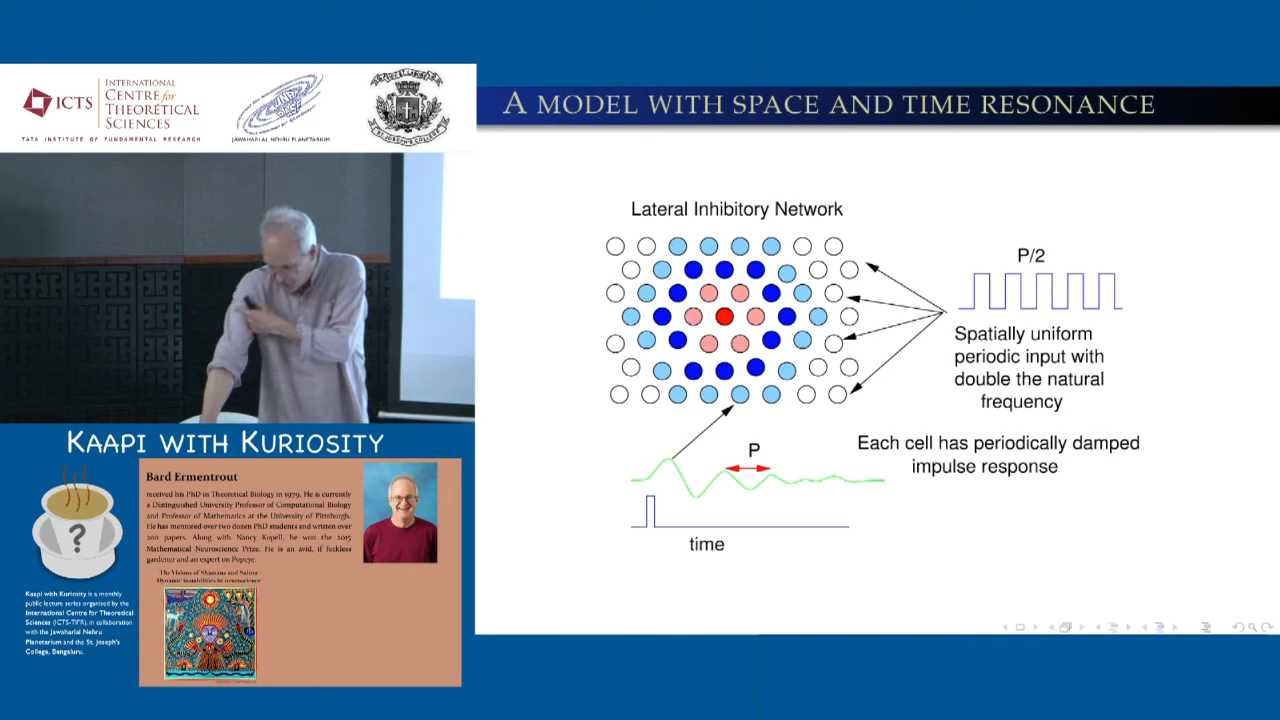 ICTS
INTERNATIONAL
CENTRE for
THEORETICAL
SCIENCES
TATA INSTITUTE OF FUNDAMENTAL RESEARCH
JAWAHARLAL NEHRU PLANETARIUM
A MODEL WITH SPACE AND TIME RESONANCE
Lateral Inhibitory Network
P/2
Spatially uniform
periodic input with
double the natural
frequency
Each cell has periodically damped
impulse response
P
time
KAAPI WITH KURIOSITY
?
Kaapi with Kuriosity is a monthly
public lecture series organised by the
International Centre for Theoretical
Sciences (ICTS-TIFR), in collaboration
with the Jawaharlal Nehru
Planetarium and the St. Joseph's
College, Bengaluru.
Bard Ermentrout
received his PhD in Theoretical Biology in 1979. He is currently
a Distinguished University Professor of Computational Biology
and Professor of Mathematics at the University of Pittsburgh.
He has mentored over two dozen PhD students and written over
200 papers. Along with Nancy Kopell, he won the 2015
Mathematical Neuroscience Prize. He is an avid, if feckless
gardener and an expert on Popeye.
The Visions of Shamans and Saints:
Dynamic instabilities in neuroscience